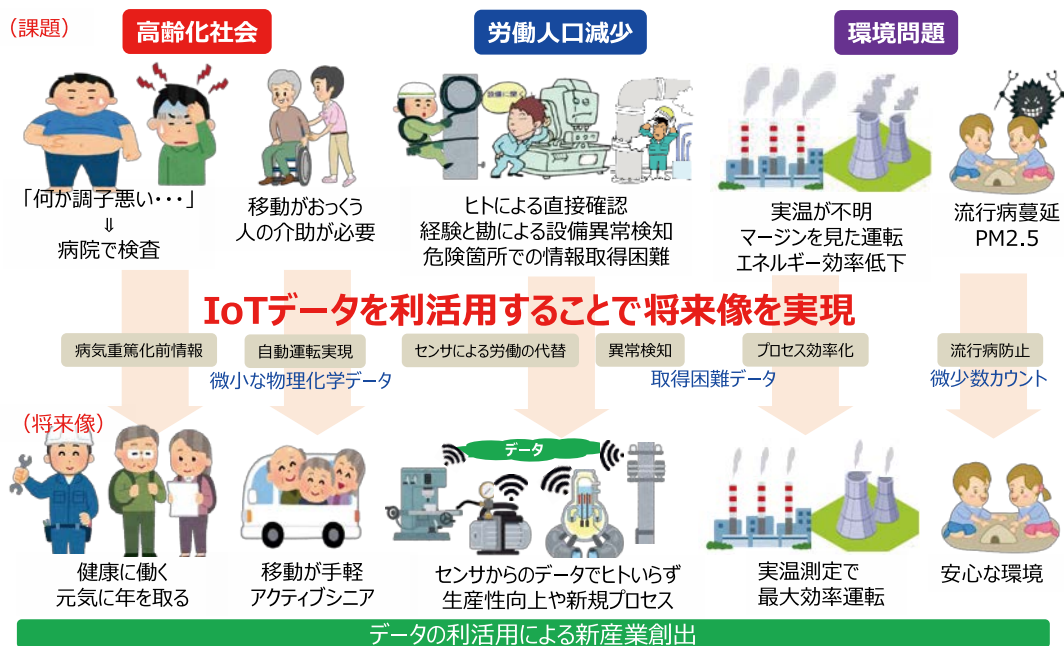 (課題)
高齢化社会
労働人口減少
環境問題
設備に聞く
「何か調子悪い・・・」
⇓
病院で検査
移動がおっくう
人の介助が必要
ヒトによる直接確認
経験と勘による設備異常検知
危険箇所での情報取得困難
実温が不明
マージンを見た運転
エネルギー効率低下
流行病蔓延
PM2.5
IoTデータを利活用することで将来像を実現
病気重篤化前情報
自動運転実現
センサによる労働の代替
異常検知
プロセス効率化
流行病防止
微小な物理化学データ
取得困難データ
微少数カウント
(将来像)
データ
健康に働く
元気に年を取る
移動が手軽
アクティブシニア
センサからのデータでヒトいらず
生産性向上や新規プロセス
実温測定で
最大効率運転
安心な環境
データの利活用による新産業創出